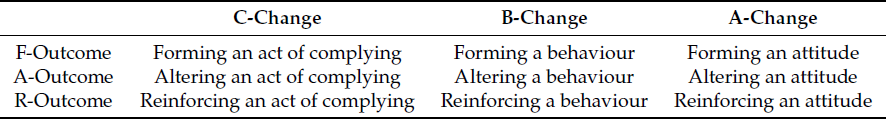 C-Change B-Change A-Change
F-Outcome Forming an act of complying Forming a behaviour Forming an attitude
A-Outcome Altering an act of complying Altering a behaviour Altering an attitude
R-Outcome Reinforcing an act of complying Reinforcing a behaviour Reinforcing an attitude